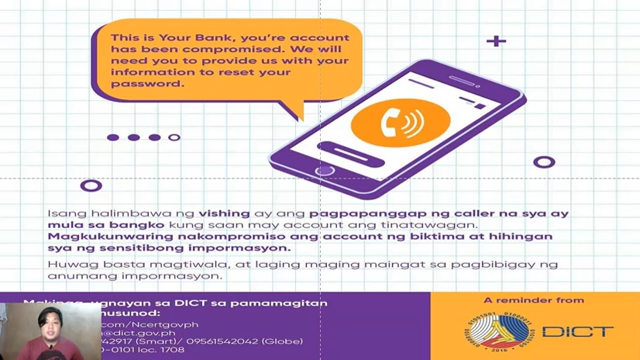 This is Your Bank, you're account
has been compromised. We will
need you to provide us with your
information to reset your
password.
Isang halimbawa ng vishing ay ang pagpapanggap ng caller na sya ay
mula sa bangko kung saan may account ang tinatawagan.
Magkukunwaring nakompromiso ang account ng biktima at hihingan
sya ng sensitibong impormasyon.
Huwag basta magtiwala, at laging maging maingat sa pagbibigay ng
anumang impormasyon.
sa DICT sa pamamagitan
.com/Ncertgovph
@dict.gov.ph
42917 (Smart)/ 09561542042 (Globe)
0-0101 loc. 1708
A reminder from
DICT